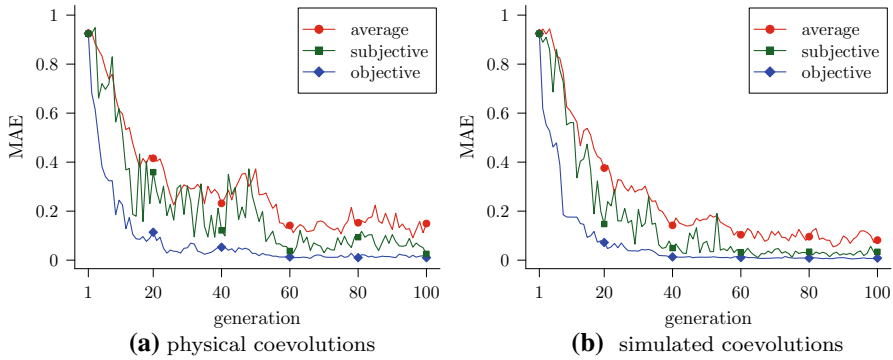 1
0.8
0.6
0.4
0.2
0
MAE
1
20
40
60
80
100
generation
average
subjective
objective
(a) physical coevolutions
1
0.8
0.6
0.4
0.2
0
MAE
1
20
40
60
80
100
generation
average
subjective
objective
(b) simulated coevolutions